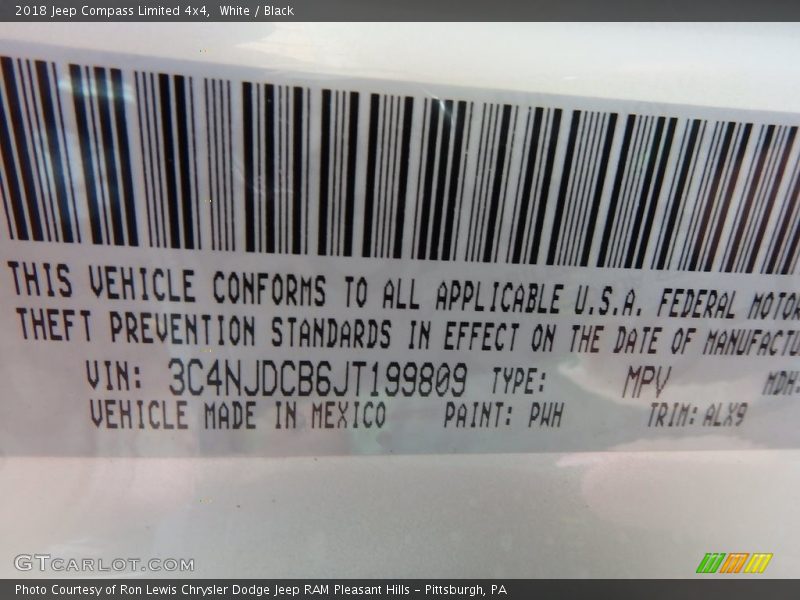 2018 Jeep Compass Limited 4x4, White / Black
THIS VEHICLE CONFORMS TO ALL APPLICABLE U.S.A. FEDERAL MOTOR
THEFT PREVENTION STANDARDS IN EFFECT ON THE DATE OF MANUFACTU
VIN: 3C4NJDCB6JT199809 TYPE: MPV MDH:
VEHICLE MADE IN MEXICO PAINT: PWH TRIM: ALX9
GTCARLOT.COM
Photo Courtesy of Ron Lewis Chrysler Dodge Jeep RAM Pleasant Hills - Pittsburgh, PA